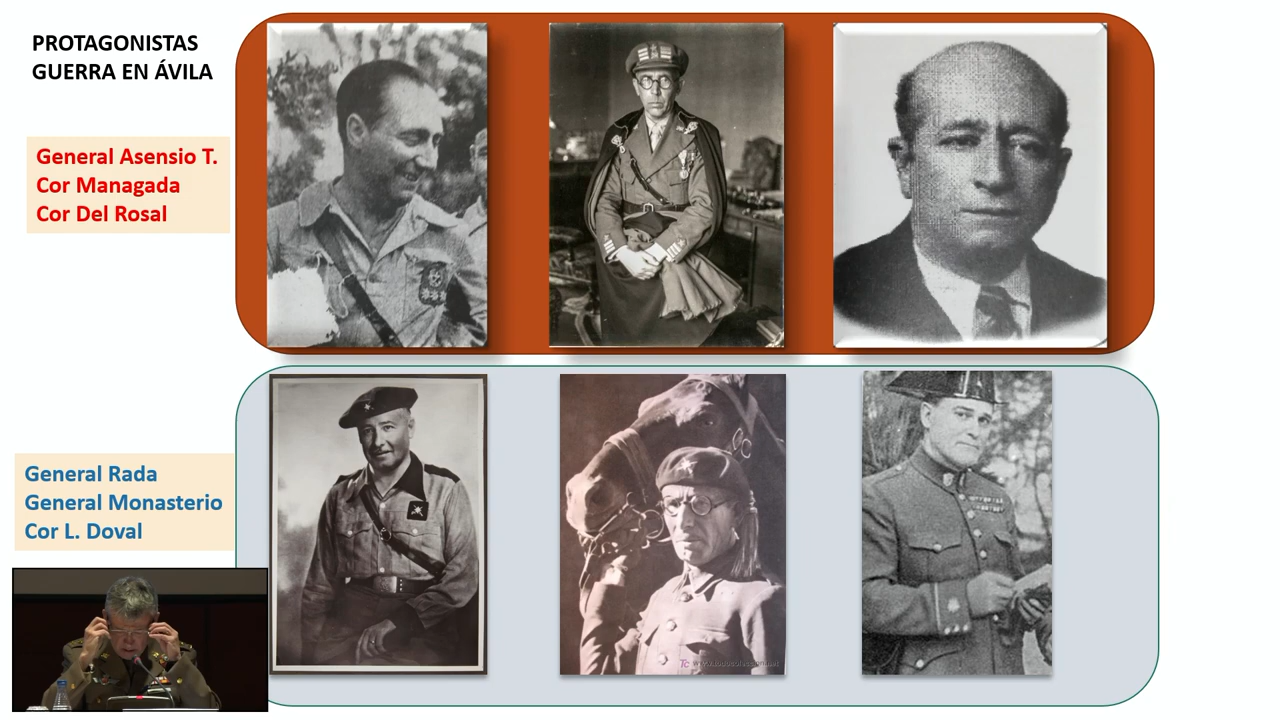 PROTAGONISTAS
GUERRA EN ÁVILA
General Asensio T.
Cor Managada
Cor Del Rosal
General Rada
General Monasterio
Cor L. Doval